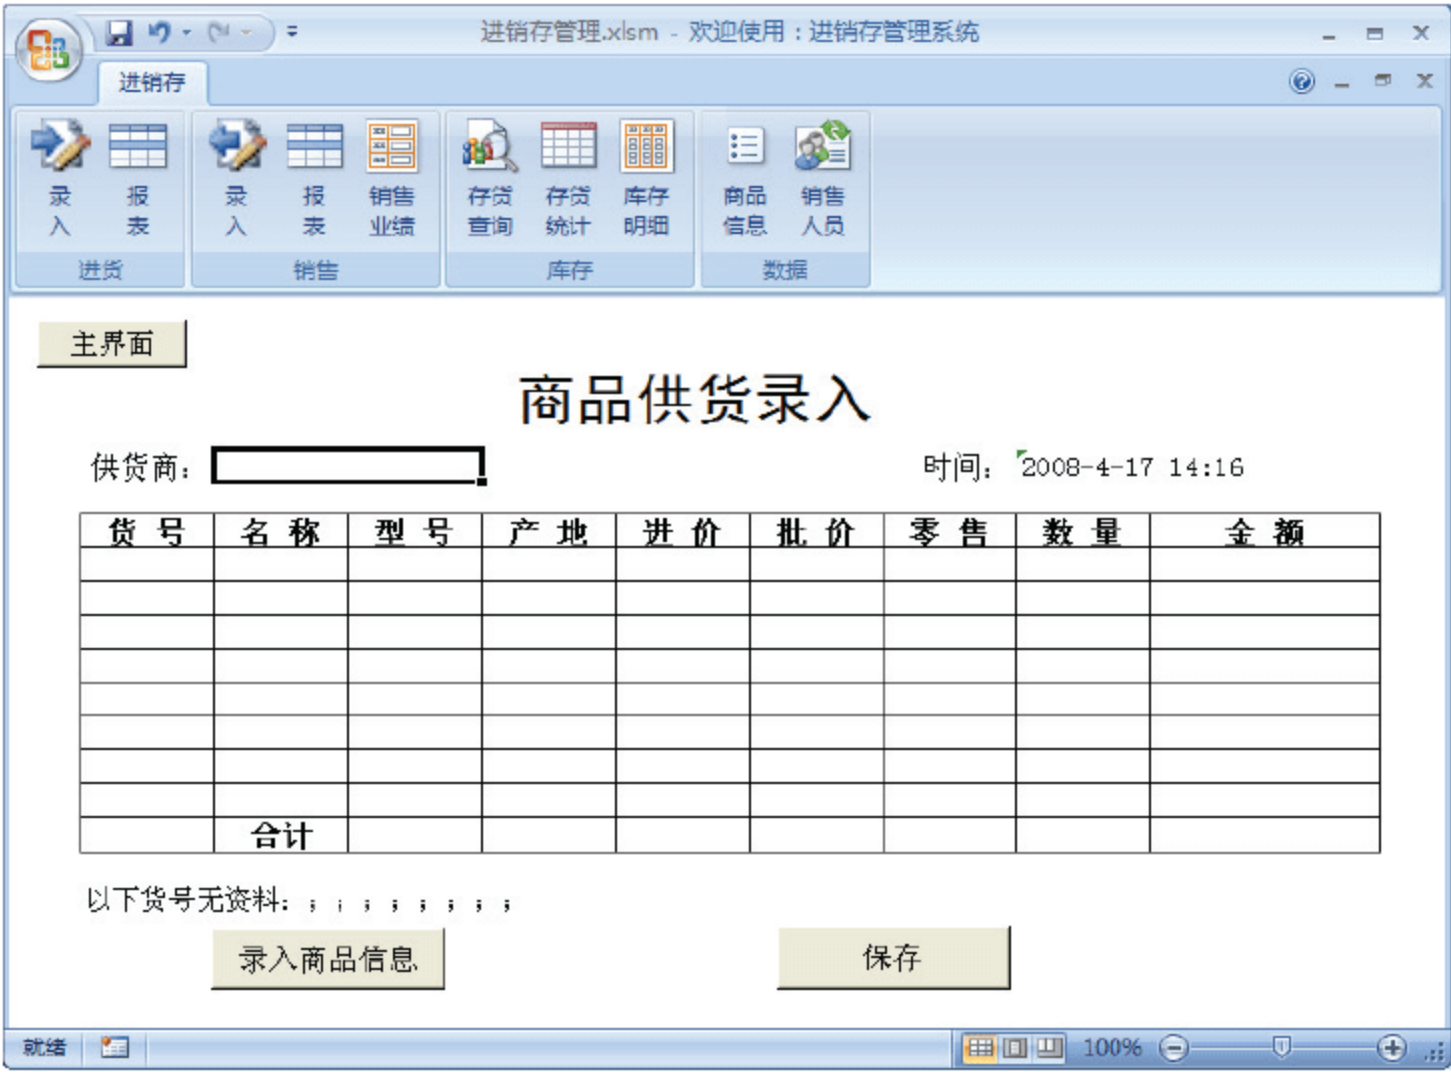 进销存管理.xlsm - 欢迎使用：进销存管理系统
进销存
录入 报表 录入 报表 销售业绩 存贷查询 存贷统计 库存明细 商品信息 销售人员
进货 销售 库存 数据
主界面
商品供货录入
供货商： 时间： 2008-4-17 14:16
货 号 名 称 型 号 产 地 进 价 批 价 零 售 数 量 金 额
合计
以下货号无资料：；；；；；；；；
录入商品信息 保存
就绪 100%